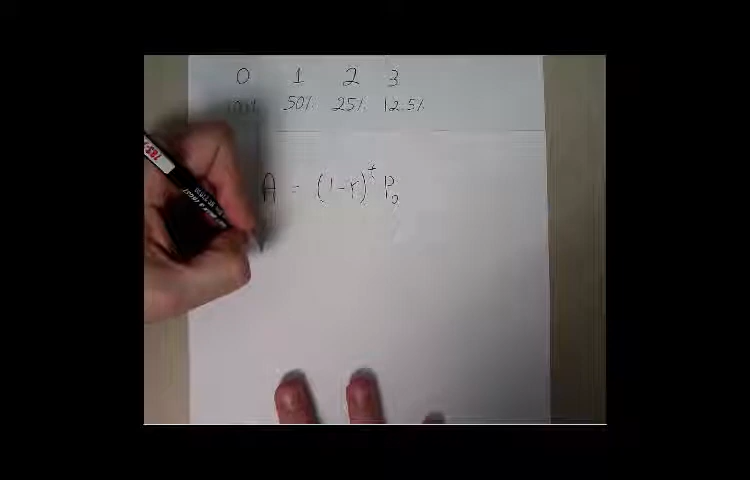 0 1 2 3
100% 50% 25% 12.5%
A = (1-r)^t P₀